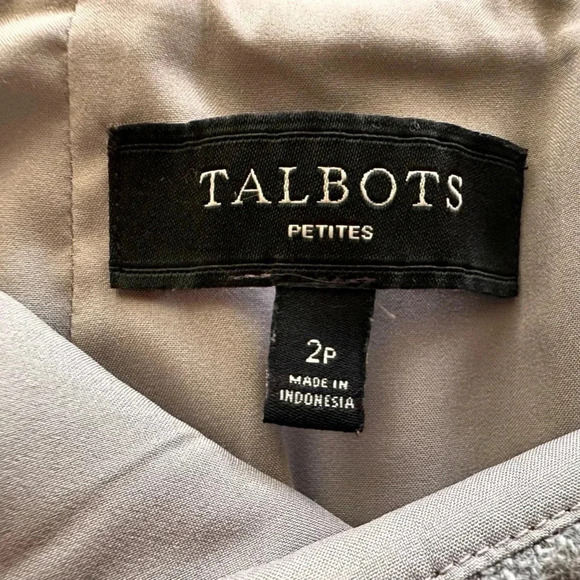 TALBOTS
PETITES
2P
MADE IN
INDONESIA